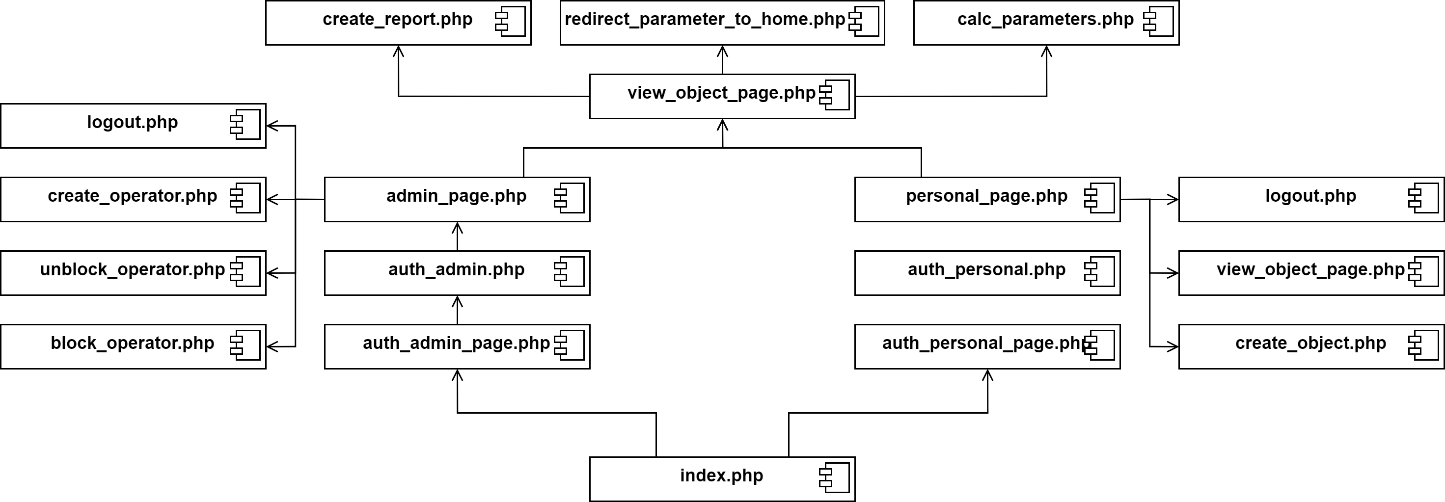 create_report.php
redirect_parameter_to_home.php
calc_parameters.php
view_object_page.php
logout.php
create_operator.php
admin_page.php
personal_page.php
logout.php
unblock_operator.php
auth_admin.php
auth_personal.php
view_object_page.php
block_operator.php
auth_admin_page.php
auth_personal_page.php
create_object.php
index.php